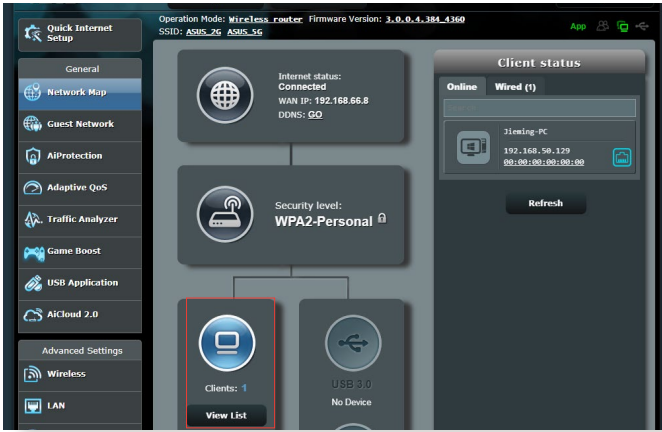 Operation Mode: Wireless router Firmware Version: 3.0.0.4.384_4360
SSID: ASUS_2G ASUS_5G
App
Quick Internet
Setup
General
Network Map
Guest Network
AiProtection
Adaptive QoS
Traffic Analyzer
Game Boost
USB Application
AiCloud 2.0
Advanced Settings
Wireless
LAN
Internet status:
Connected
WAN IP: 192.168.66.8
DDNS: GO
Security level:
WPA2-Personal
Clients: 1
View List
USB 3.0
No Device
Client status
Online Wired (1)
Jieming-PC
192.168.50.129
00:00:00:00:00:00
Refresh